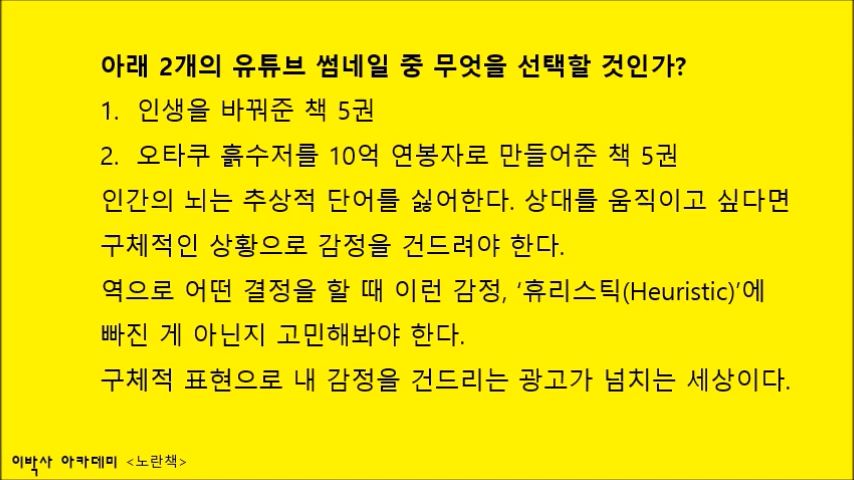 아래 2개의 유튜브 썸네일 중 무엇을 선택할 것인가?
1. 인생을 바꿔준 책 5권
2. 오타쿠 흙수저를 10억 연봉자로 만들어준 책 5권
인간의 뇌는 추상적 단어를 싫어한다. 상대를 움직이고 싶다면
구체적인 상황으로 감정을 건드려야 한다.
역으로 어떤 결정을 할 때 이런 감정, ‘휴리스틱(Heuristic)’에
빠진 게 아닌지 고민해봐야 한다.
구체적 표현으로 내 감정을 건드리는 광고가 넘치는 세상이다.
이박사 아카데미 <노란책>